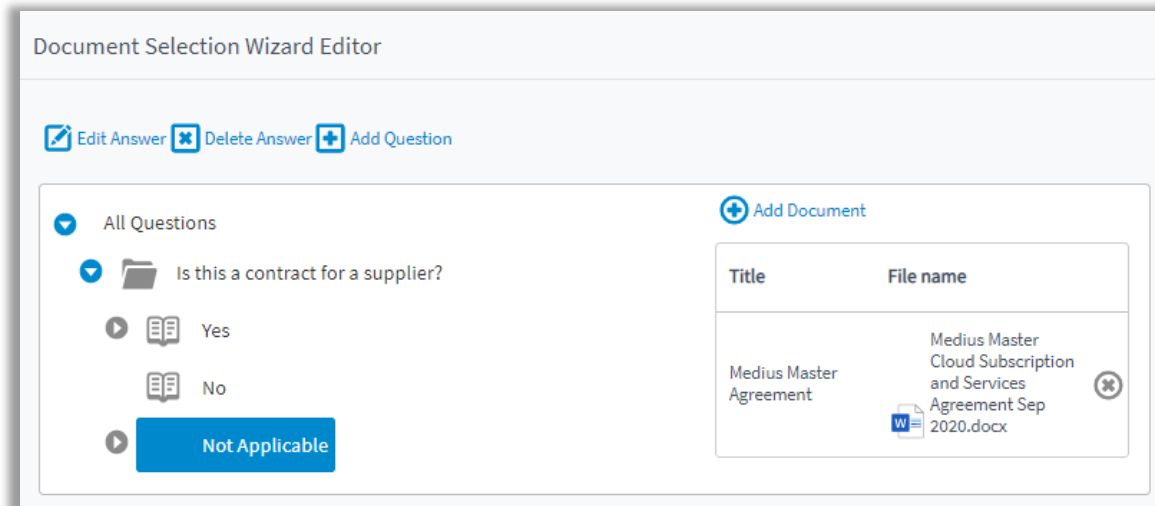 Document Selection Wizard Editor
Edit Answer Delete Answer Add Question
All Questions
Is this a contract for a supplier?
Yes
No
Not Applicable
Add Document
Title File name
Medius Master
Agreement
Medius Master
Cloud Subscription
and Services
Agreement Sep
2020.docx
W